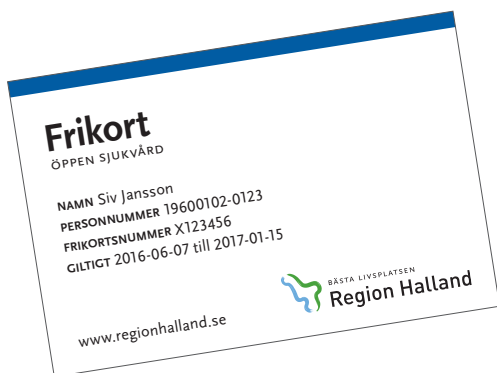 Frikort
ÖPPEN SJUKVÅRD
NAMN Siv Jansson
PERSONNUMMER 19600102-0123
FRIKORTSNUMMER X123456
GILTIGT 2016-06-07 till 2017-01-15
BÄSTA LIVSPLATSEN
Region Halland
www.regionhalland.se